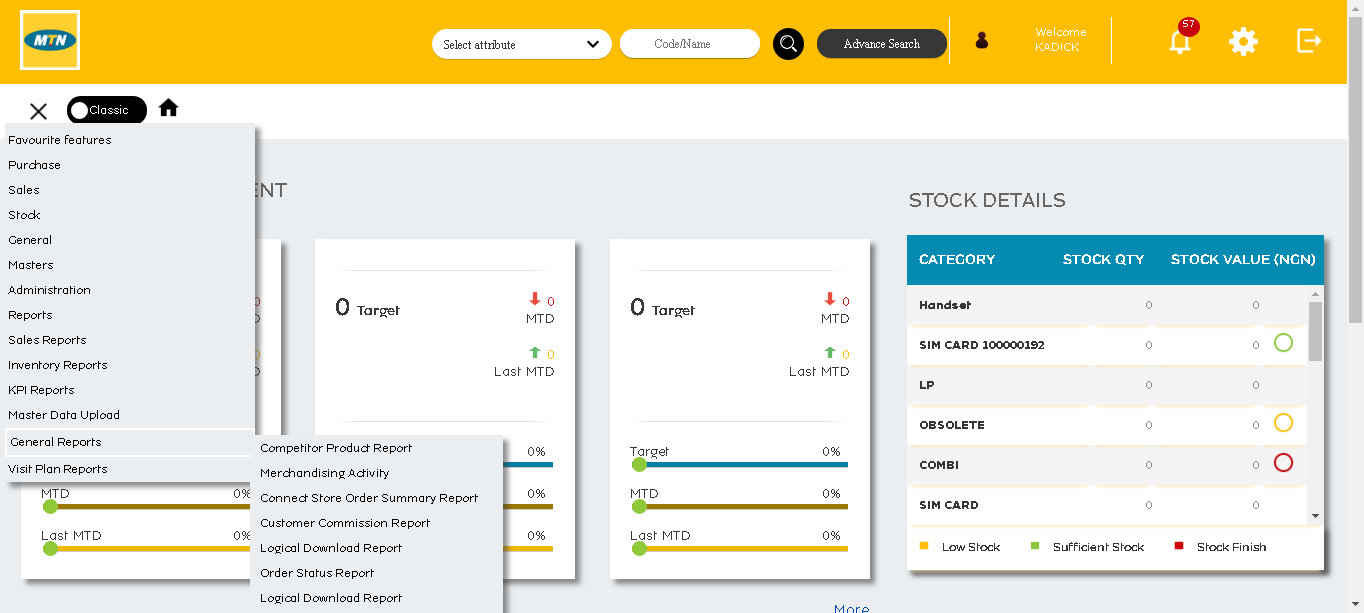 MTN
Select attribute
Code/Name
Advance Search
Welcome
KADICK
57
Classic
Favourite features
Purchase
Sales
Stock
General
Masters
Administration
Reports
Sales Reports
Inventory Reports
KPI Reports
Master Data Upload
General Reports
Visit Plan Reports
Competitor Product Report
Merchandising Activity
Connect Store Order Summary Report
Customer Commission Report
Logical Download Report
Order Status Report
Logical Download Report
ENT
0
0
MTD 0%
Last MTD 0%
0 Target
0
MTD
0
Last MTD
0%
0%
0%
0 Target
0
MTD
0
Last MTD
Target 0%
MTD 0%
Last MTD 0%
More
STOCK DETAILS
CATEGORY STOCK QTY STOCK VALUE (NGN)
Handset 0 0
SIM CARD 100000192 0 0
LP 0 0
OBSOLETE 0 0
COMBI 0 0
SIM CARD 0 0
Low Stock Sufficient Stock Stock Finish